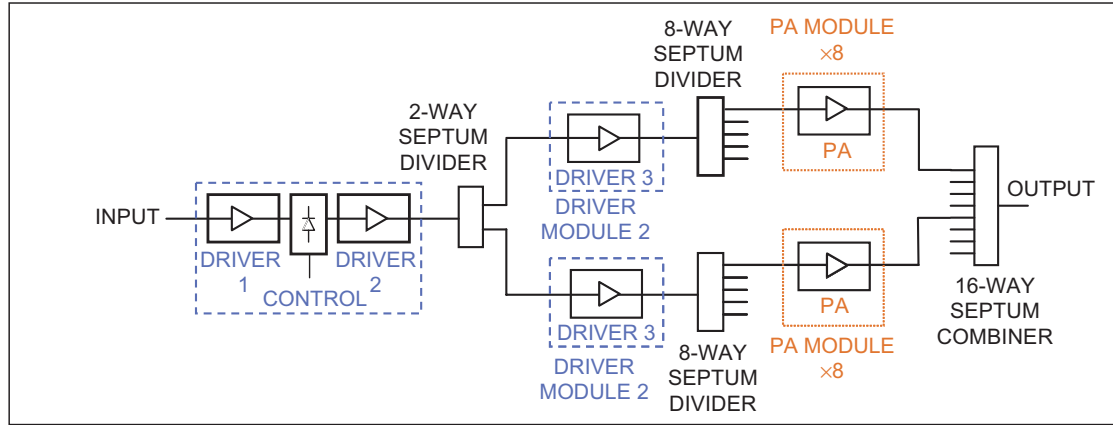 8-WAY
SEPTUM
DIVIDER
PA MODULE
×8
2-WAY
SEPTUM
DIVIDER
PA
DRIVER 3
DRIVER
MODULE 2
INPUT
OUTPUT
DRIVER
1
DRIVER
2
CONTROL
PA
DRIVER 3
DRIVER
MODULE 2
8-WAY
SEPTUM
DIVIDER
PA MODULE
×8
16-WAY
SEPTUM
COMBINER